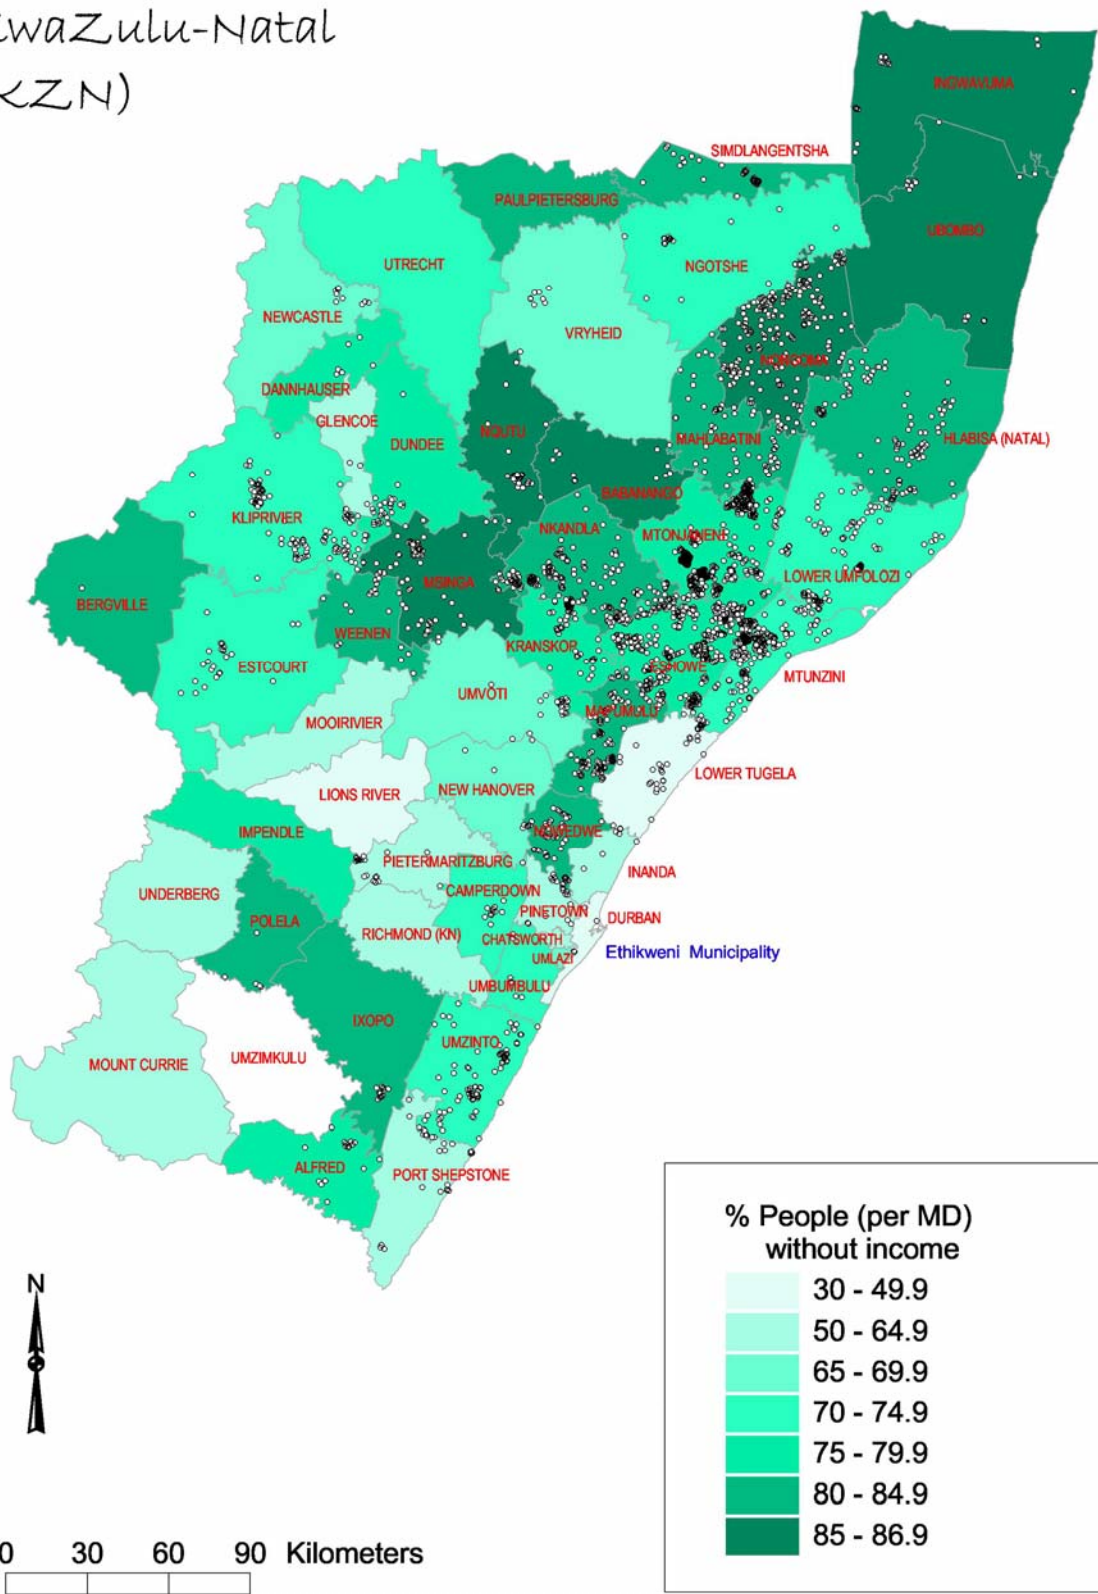 waZulu-Natal
KZN)
INGWAVUMA
SIMDLANGENTSHA
PAULPIETERSBURG
UBOMBO
UTRECHT
NGOTSHE
NEWCASTLE
VRYHEID
NONGOMA
DANNHAUSER
GLENCOE
DUNDEE
NQUTU
MAHLABATINI
HLABISA (NATAL)
BABANANGO
KLIPRIVIER
NKANDLA
MTONJANENI
MSINGA
LOWER UMFOLOZI
BERGVILLE
WEENEN
KRANSKOP
ESTCOURT
ESHOWE
MTUNZINI
UMVOTI
MAPUMULU
MOOIRIVIER
LOWER TUGELA
LIONS RIVER
NEW HANOVER
IMPENDLE
NDWEDWE
PIETERMARITZBURG
INANDA
UNDERBERG
CAMPERDOWN
PINETOWN
DURBAN
POLELA
RICHMOND (KN)
CHATSWORTH
UMLAZI
Ethikweni Municipality
UMBUMBULU
IXOPO
UMZINTO
UMZIMKULU
MOUNT CURRIE
ALFRED
PORT SHEPSTONE
% People (per MD)
without income
30 - 49.9
50 - 64.9
65 - 69.9
70 - 74.9
75 - 79.9
80 - 84.9
85 - 86.9
N
0 30 60 90 Kilometers